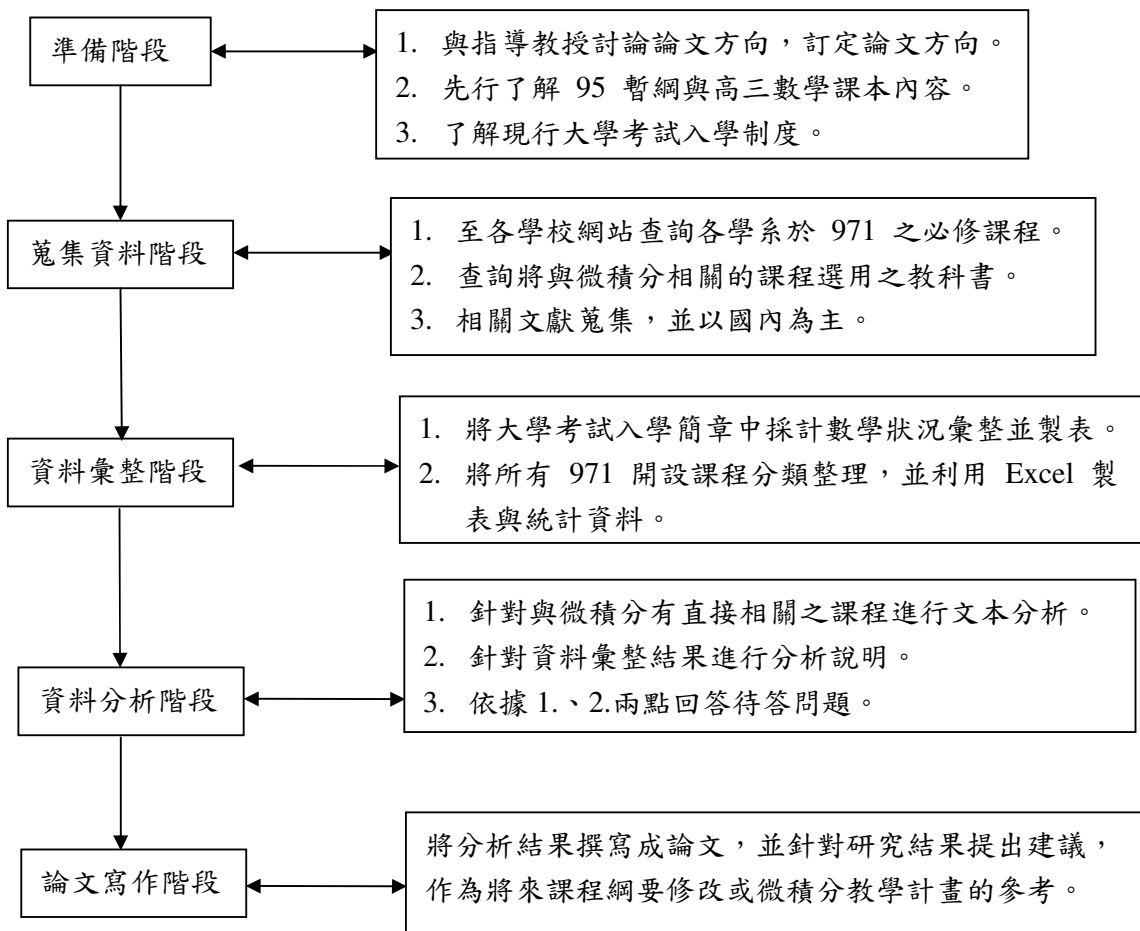 準備階段
1. 與指導教授討論論文方向，訂定論文方向。
2. 先行了解 95 暫綱與高三數學課本內容。
3. 了解現行大學考試入學制度。
蒐集資料階段
1. 至各學校網站查詢各學系於 971 之必修課程。
2. 查詢將與微積分相關的課程選用之教科書。
3. 相關文獻蒐集，並以國內為主。
資料彙整階段
1. 將大學考試入學簡章中採計數學狀況彙整並製表。
2. 將所有 971 開設課程分類整理，並利用 Excel 製
表與統計資料。
資料分析階段
1. 針對與微積分有直接相關之課程進行文本分析。
2. 針對資料彙整結果進行分析說明。
3. 依據 1.、2.兩點回答待答問題。
論文寫作階段
將分析結果撰寫成論文，並針對研究結果提出建議，
作為將來課程綱要修改或微積分教學計畫的參考。